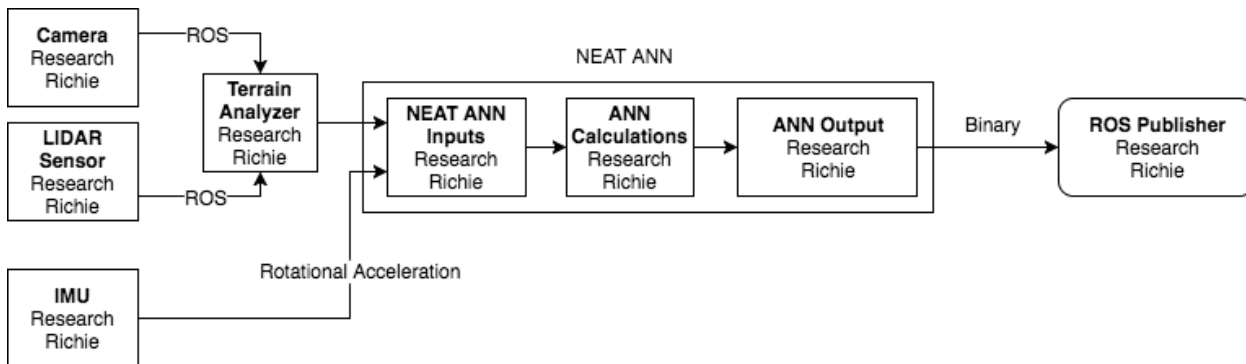 Camera
Research
Richie
ROS
LIDAR
Sensor
Research
Richie
ROS
IMU
Research
Richie
Rotational Acceleration
Terrain
Analyzer
Research
Richie
NEAT ANN
NEAT ANN
Inputs
Research
Richie
ANN
Calculations
Research
Richie
ANN Output
Research
Richie
Binary
ROS Publisher
Research
Richie